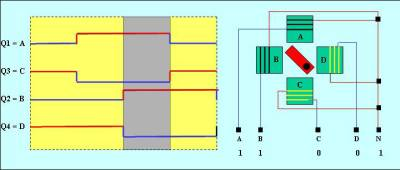 Q1 = A
Q3 = C
Q2 = B
Q4 = D
A
B
D
C
A B C D N
1 1 0 0 1